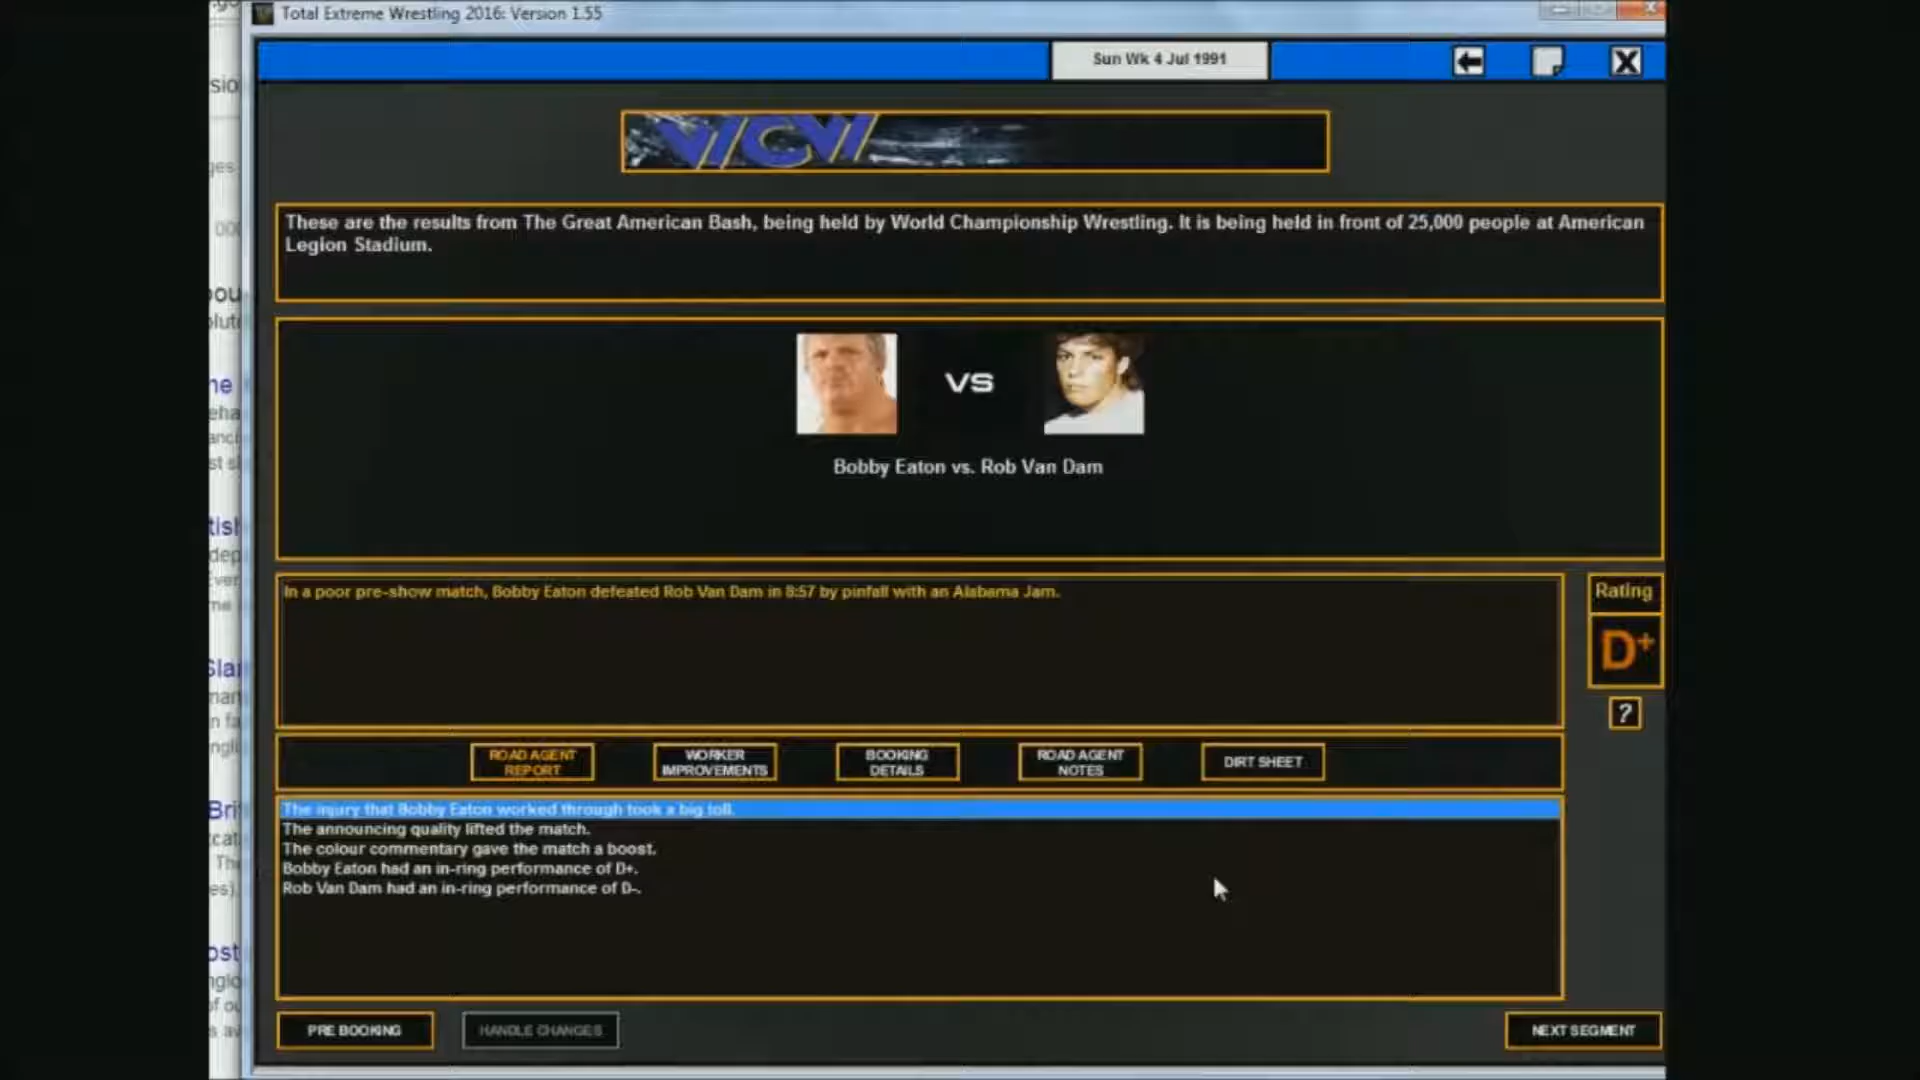 Total Extreme Wrestling 2016: Version 1.55
Sun Wk 4 Jul 1991
WCW
These are the results from The Great American Bash, being held by World Championship Wrestling. It is being held in front of 25,000 people at American
Legion Stadium.
VS
Bobby Eaton vs. Rob Van Dam
In a poor pre-show match, Bobby Eaton defeated Rob Van Dam in 8:57 by pinfall with an Alabama Jam.
Rating
D+
?
ROAD AGENT
REPORT
WORKER
IMPROVEMENTS
BOOKING
DETAILS
ROAD AGENT
NOTES
DIRT SHEET
The injury that Bobby Eaton worked through took a big toll.
The announcing quality lifted the match.
The colour commentary gave the match a boost.
Bobby Eaton had an in-ring performance of D+.
Rob Van Dam had an in-ring performance of D-.
PRE BOOKING
HANDLE CHANGES
NEXT SEGMENT